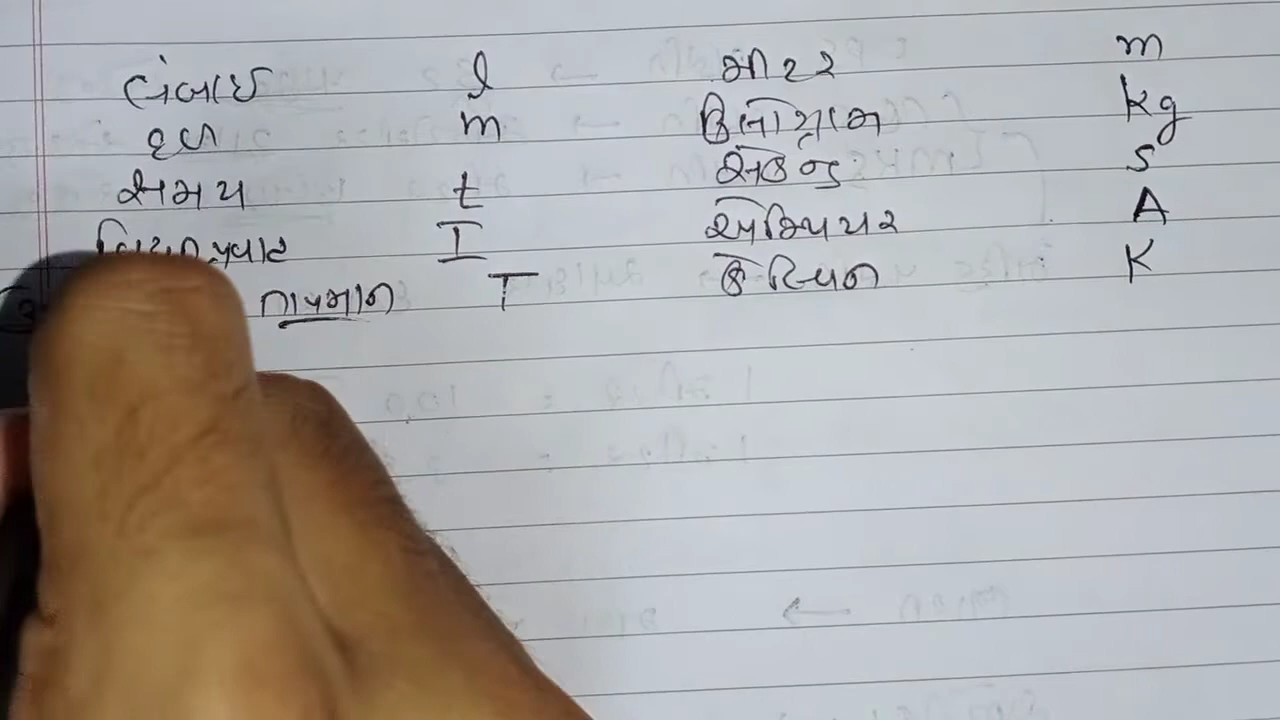 લંબાઈ l મીટર m
દળ m કિલોગ્રામ kg
સમય t સેકન્ડ s
વિદ્યુતપ્રવાહ I એમ્પિયર A
તાપમાન T કેલ્વિન K